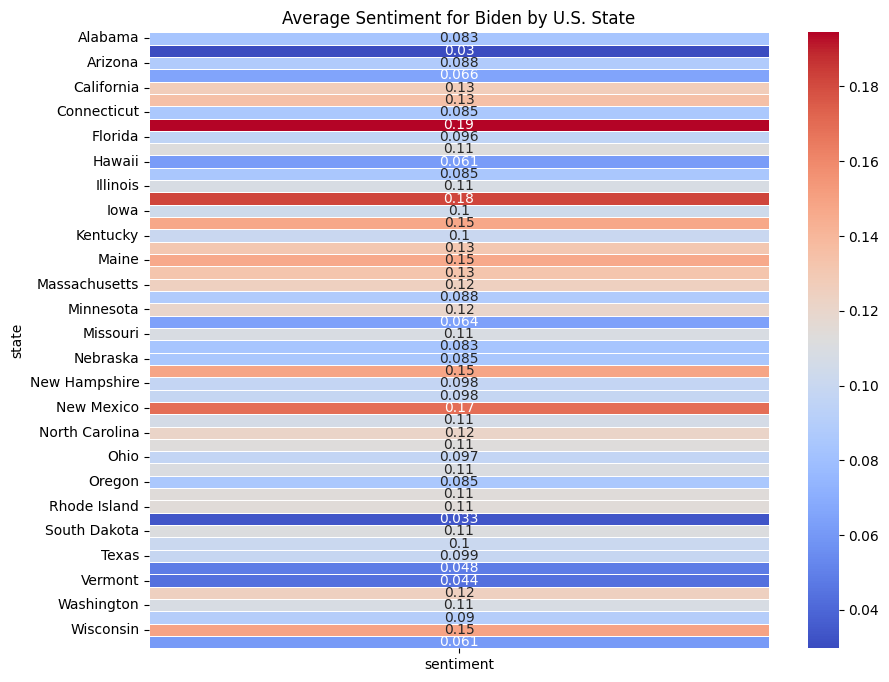 Average Sentiment for Biden by U.S. State
Alabama 0.083
0.03
Arizona 0.088
0.066
California 0.13
0.13
Connecticut 0.085
0.19
Florida 0.096
0.11
Hawaii 0.061
0.085
Illinois 0.11
0.18
Iowa 0.1
0.15
Kentucky 0.1
0.13
Maine 0.15
0.13
Massachusetts 0.12
0.088
Minnesota 0.12
0.064
Missouri 0.11
0.083
Nebraska 0.085
0.15
New Hampshire 0.098
0.098
New Mexico 0.17
0.11
North Carolina 0.12
0.11
Ohio 0.097
0.11
Oregon 0.085
0.11
Rhode Island 0.11
0.033
South Dakota 0.11
0.1
Texas 0.099
0.048
Vermont 0.044
0.12
Washington 0.11
0.09
Wisconsin 0.15
0.061
state
sentiment
0.18
0.16
0.14
0.12
0.10
0.08
0.06
0.04